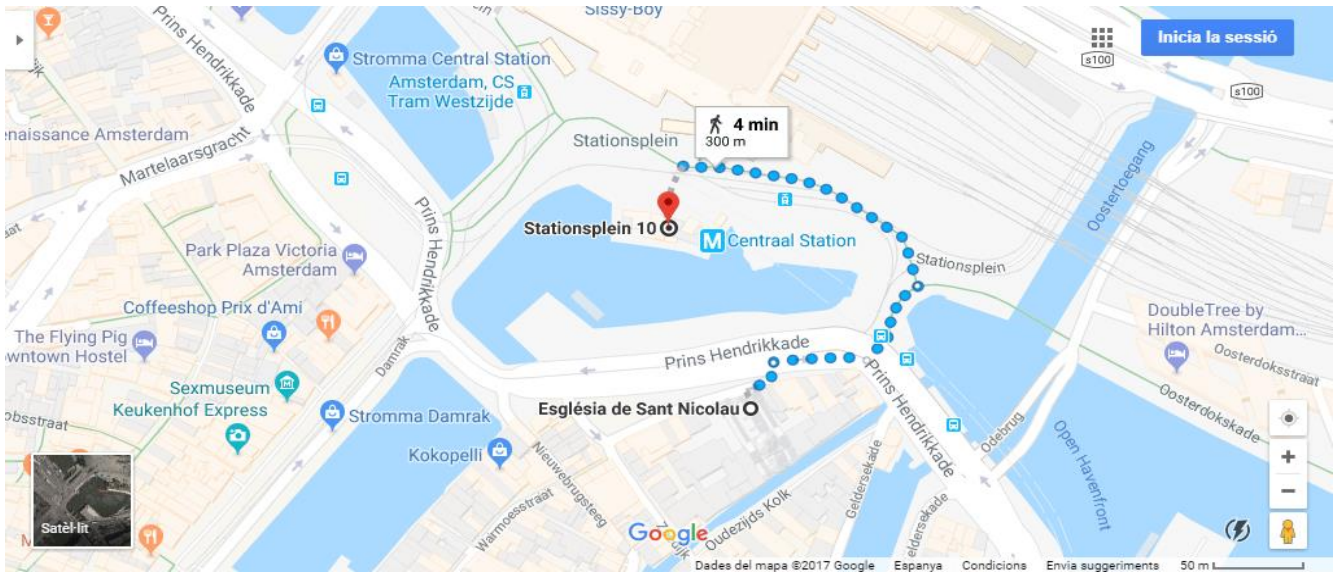 Sissy-Boy
Prins Hendrikkade
Inicia la sessió
s100
Stromma Central Station
Amsterdam, CS
Tram Westzijde
s100
4 min
300 m
enaissance Amsterdam
Martelaarsgracht
Stationsplein
Oostertoegang
Prins Hendrikkade
Stationsplein 10
M Centraal Station
Park Plaza Victoria
Amsterdam
Stationsplein
Coffeeshop Prix d'Ami
DoubleTree by
Hilton Amsterdam...
The Flying Pig
owntown Hostel
Damrak
Prins Hendrikkade
Oosterdoksstraat
Sexmuseum
Keukenhof Express
Prins Hendrikkade
Oosterdokskade
Església de Sant Nicolau
Stromma Damrak
obsstraat
Odebrug
Open Havenfront
Kokopelli
Nieuwebrugsteeg
Geldersekade
Warmoesstraat
Oudezijds Kolk
eldersekade
Satèl·lit
Google
Dades del mapa ©2017 Google Espanya Condicions Envia suggeriments 50 m